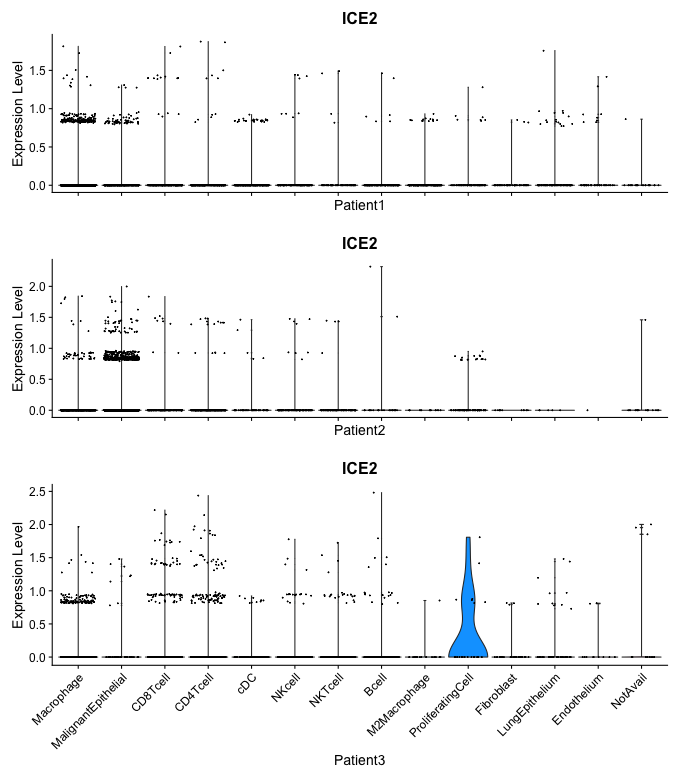 ICE2
Expression Level
1.5
1.0
0.5
0.0
Patient1
ICE2
Expression Level
2.0
1.5
1.0
0.5
0.0
Patient2
ICE2
Expression Level
2.5
2.0
1.5
1.0
0.5
0.0
Macrophage
MalignantEpithelial
CD8Tcell
CD4Tcell
cDC
NKcell
NKTcell
Bcell
M2Macrophage
ProliferatingCell
Fibroblast
LungEpithelium
Endothelium
NotAvail
Patient3